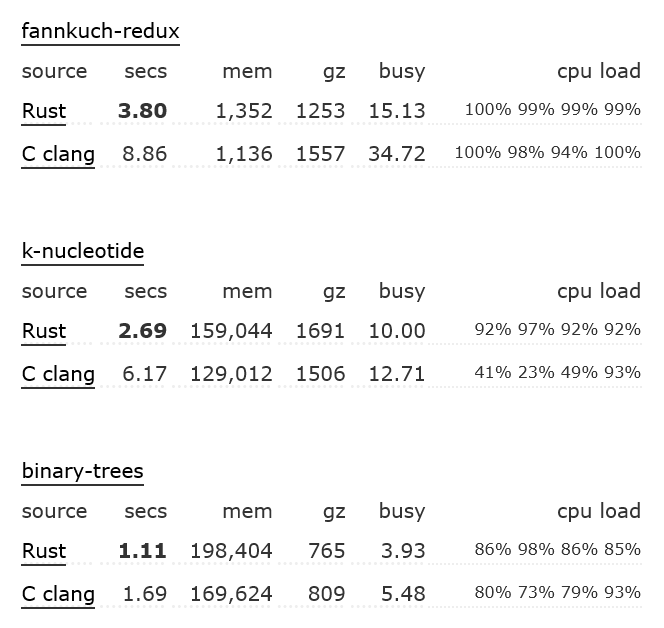 fannkuch-redux
source secs mem gz busy cpu load
Rust 3.80 1,352 1253 15.13 100% 99% 99% 99%
C clang 8.86 1,136 1557 34.72 100% 98% 94% 100%
k-nucleotide
source secs mem gz busy cpu load
Rust 2.69 159,044 1691 10.00 92% 97% 92% 92%
C clang 6.17 129,012 1506 12.71 41% 23% 49% 93%
binary-trees
source secs mem gz busy cpu load
Rust 1.11 198,404 765 3.93 86% 98% 86% 85%
C clang 1.69 169,624 809 5.48 80% 73% 79% 93%